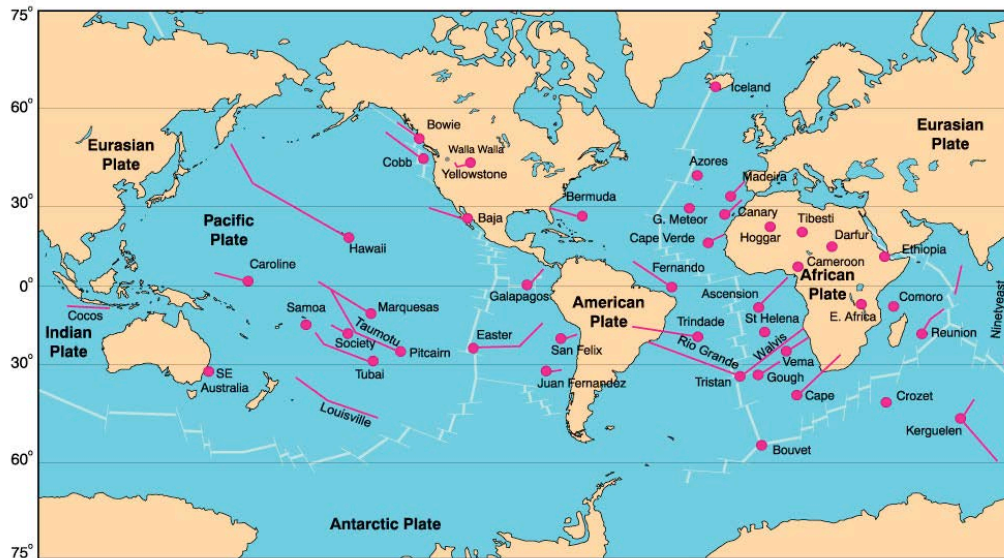 75°
60°
30°
0°
30°
60°
75°
Iceland
Eurasian
Plate
Bowie
Cobb
Walla Walla
Yellowstone
Eurasian
Plate
Azores
Madeira
Bermuda
G. Meteor
Canary
Cape Verde
Hoggar
Tibesti
Darfur
Ethiopia
Baja
Pacific
Plate
Hawaii
Caroline
Cameroon
African
Plate
Fernando
Galapagos
American
Plate
Ascension
E. Africa
Comoro
Ninetyeast
Cocos
Indian
Plate
Samoa
Marquesas
Taumotu
Society
Pitcairn
Tubai
Easter
San Felix
Juan Fernandez
Trindade
Rio Grande
St Helena
Walvis
Vema
Reunion
Tristan
Gough
Cape
Crozet
Kerguelen
SE
Australia
Louisville
Bouvet
Antarctic Plate